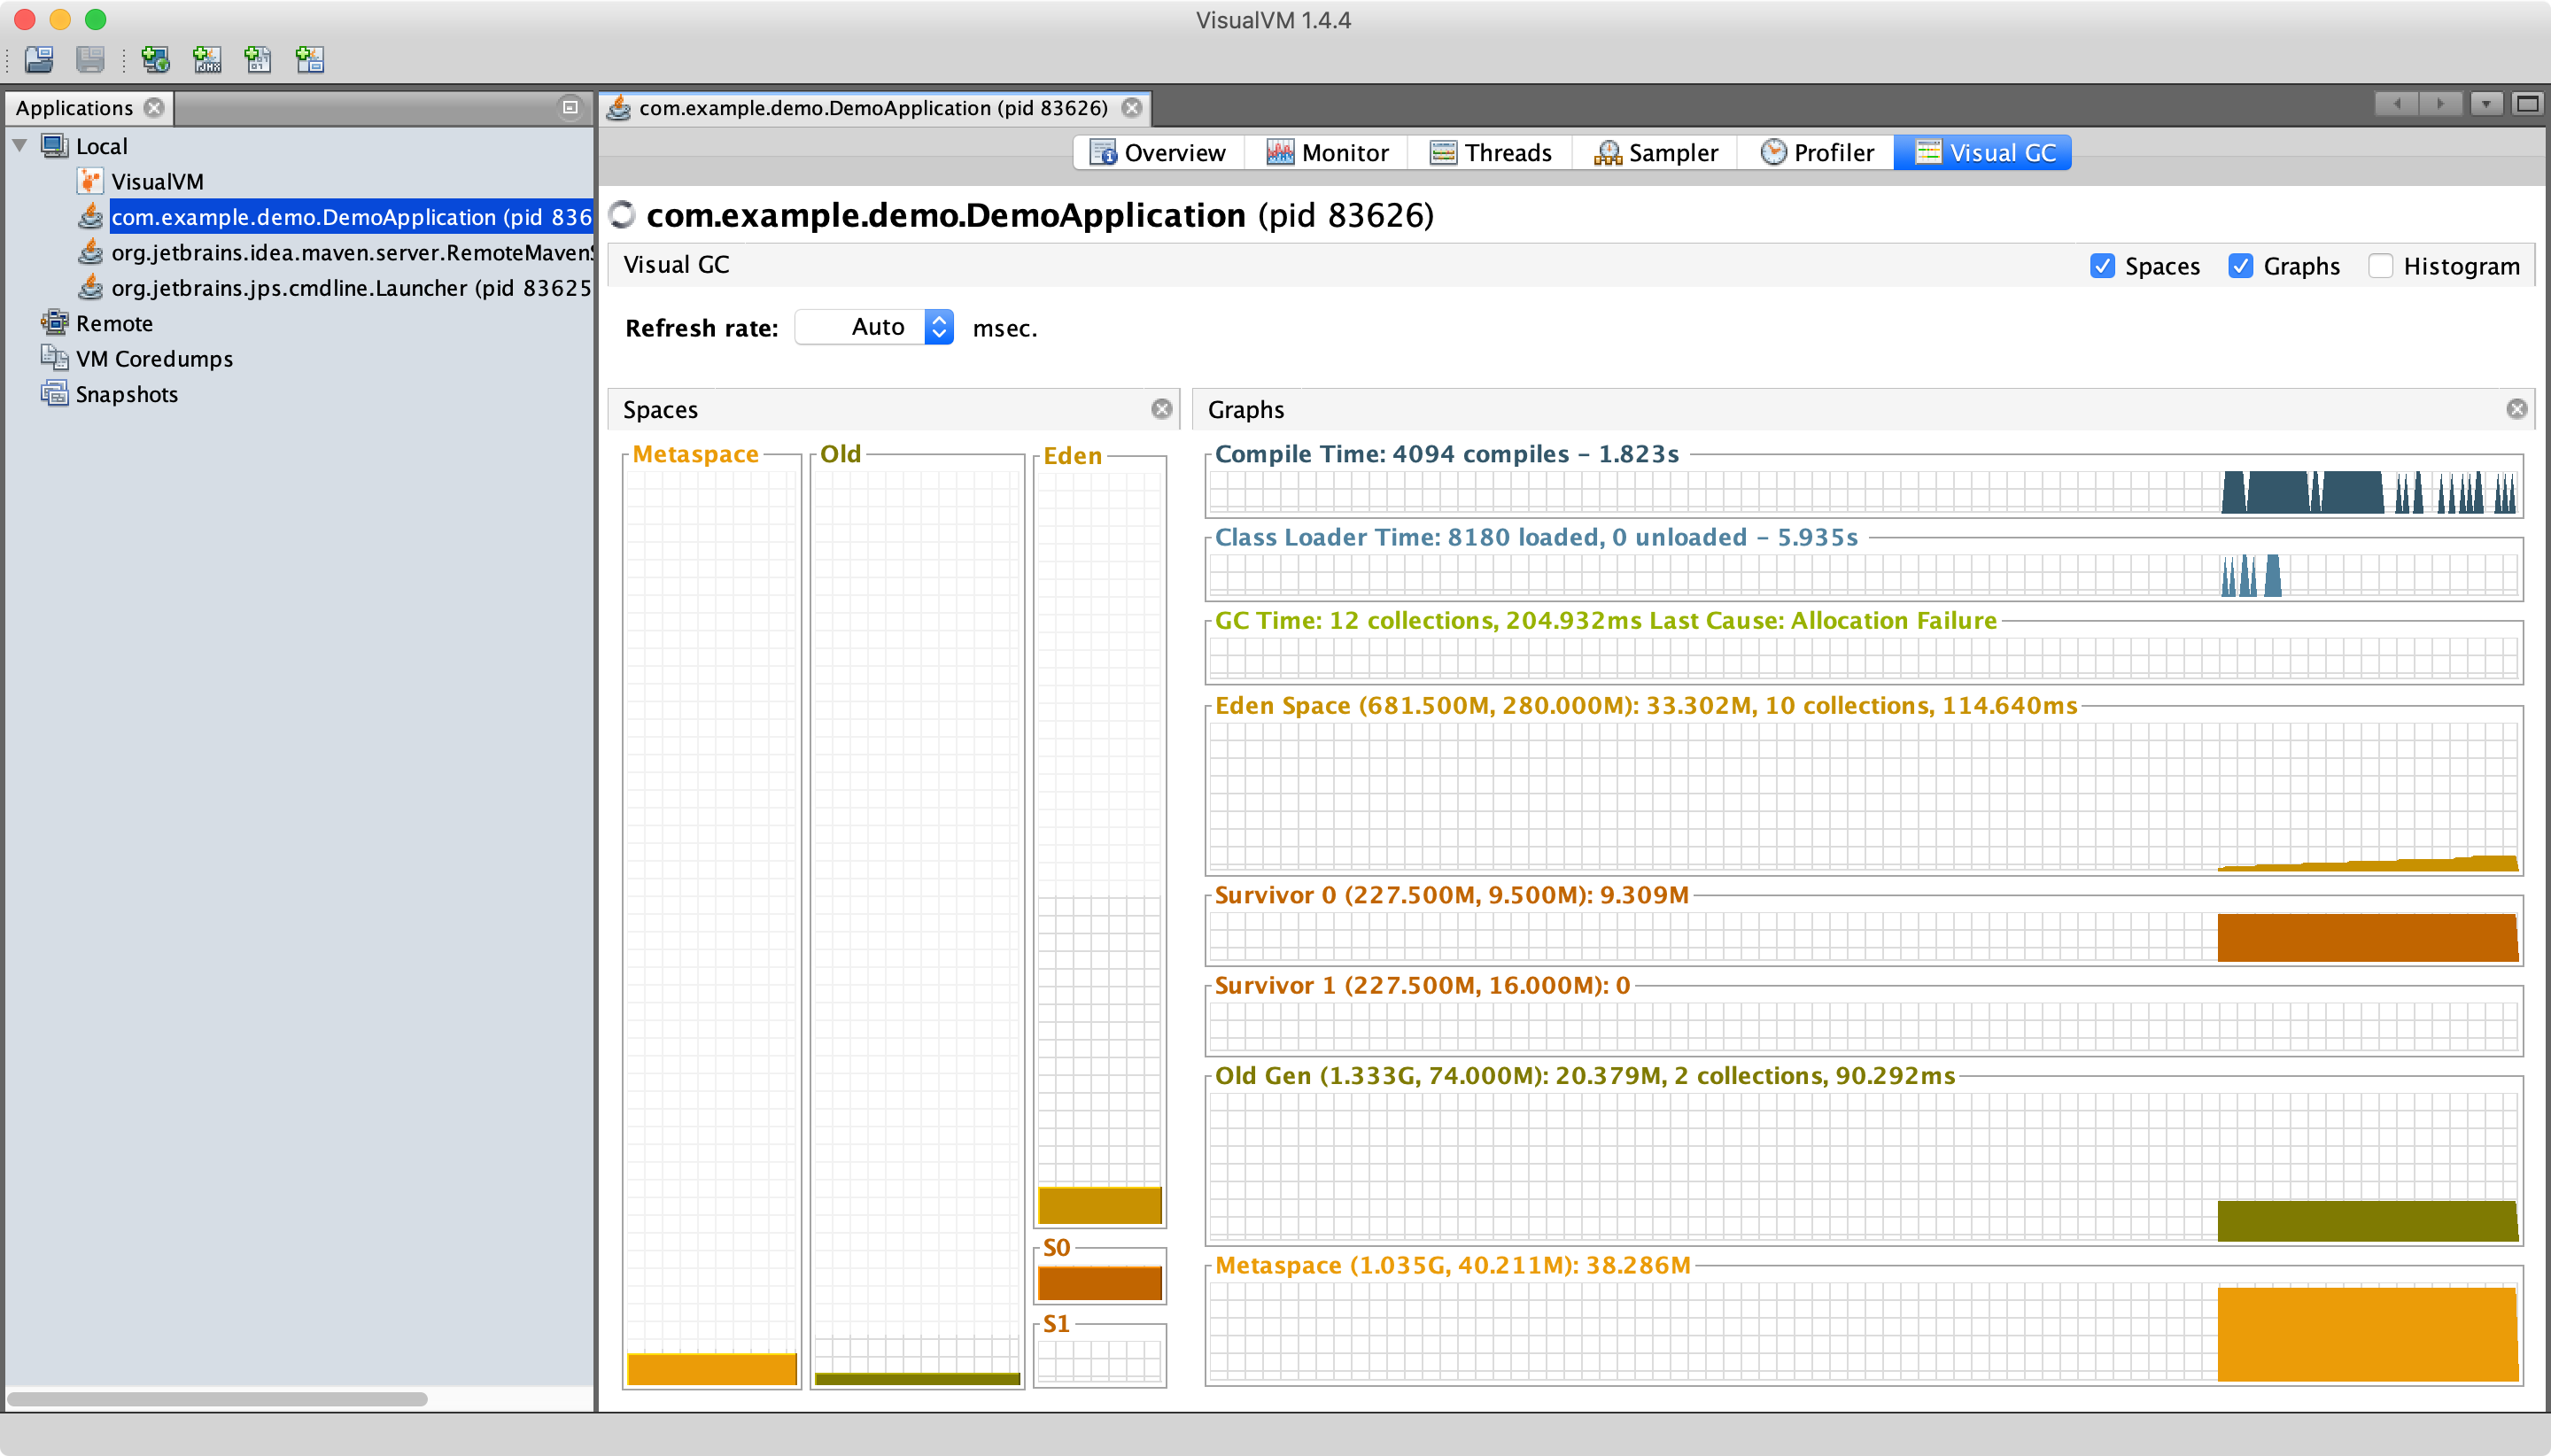 VisualVM 1.4.4
Applications
com.example.demo.DemoApplication (pid 83626)
Local
VisualVM
com.example.demo.DemoApplication (pid 836
org.jetbrains.idea.maven.server.RemoteMavenS
org.jetbrains.jps.cmdline.Launcher (pid 83625
Remote
VM Coredumps
Snapshots
Overview Monitor Threads Sampler Profiler Visual GC
com.example.demo.DemoApplication (pid 83626)
Visual GC
Spaces Graphs Histogram
Refresh rate: Auto msec.
Spaces
Metaspace
Old
Eden
S0
S1
Graphs
Compile Time: 4094 compiles - 1.823s
Class Loader Time: 8180 loaded, 0 unloaded - 5.935s
GC Time: 12 collections, 204.932ms Last Cause: Allocation Failure
Eden Space (681.500M, 280.000M): 33.302M, 10 collections, 114.640ms
Survivor 0 (227.500M, 9.500M): 9.309M
Survivor 1 (227.500M, 16.000M): 0
Old Gen (1.333G, 74.000M): 20.379M, 2 collections, 90.292ms
Metaspace (1.035G, 40.211M): 38.286M